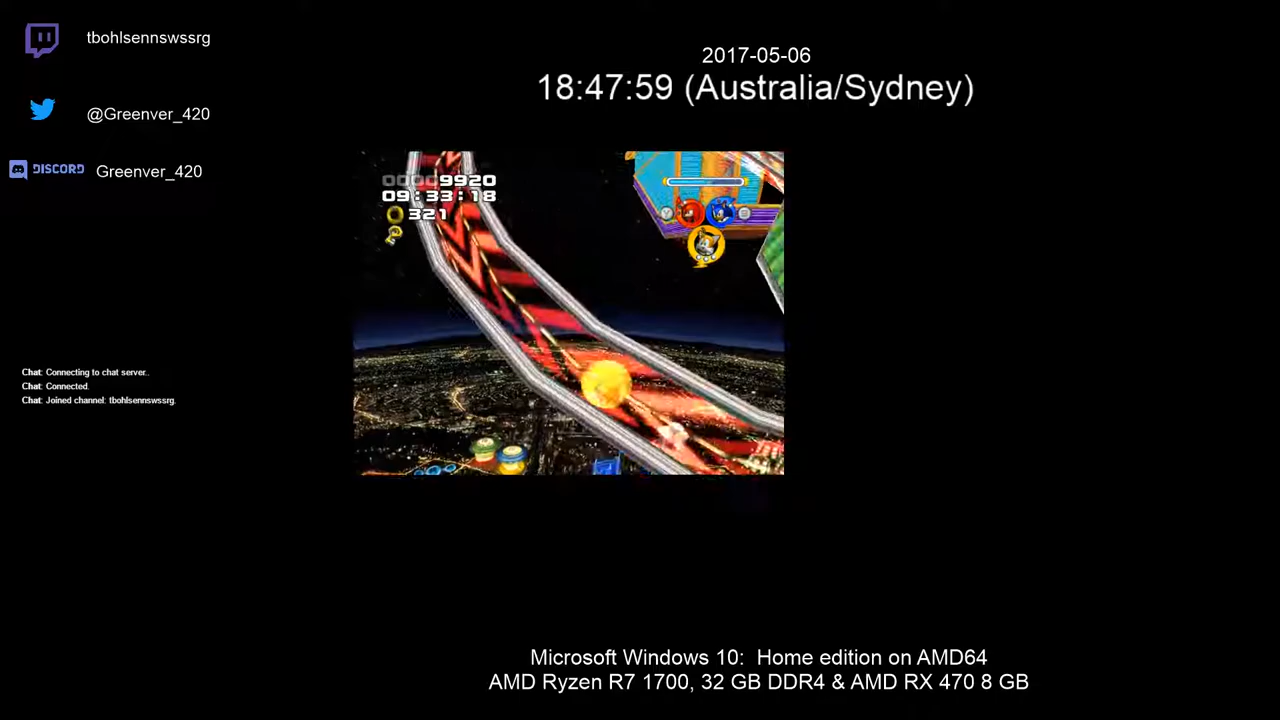 tbohlsennswssrg
2017-05-06
18:47:59 (Australia/Sydney)
@Greenver_420
DISCORD Greenver_420
00009920
09:33:18
321
Y
B
Chat: Connecting to chat server..
Chat: Connected.
Chat: Joined channel: tbohlsennswssrg.
Microsoft Windows 10: Home edition on AMD64
AMD Ryzen R7 1700, 32 GB DDR4 & AMD RX 470 8 GB